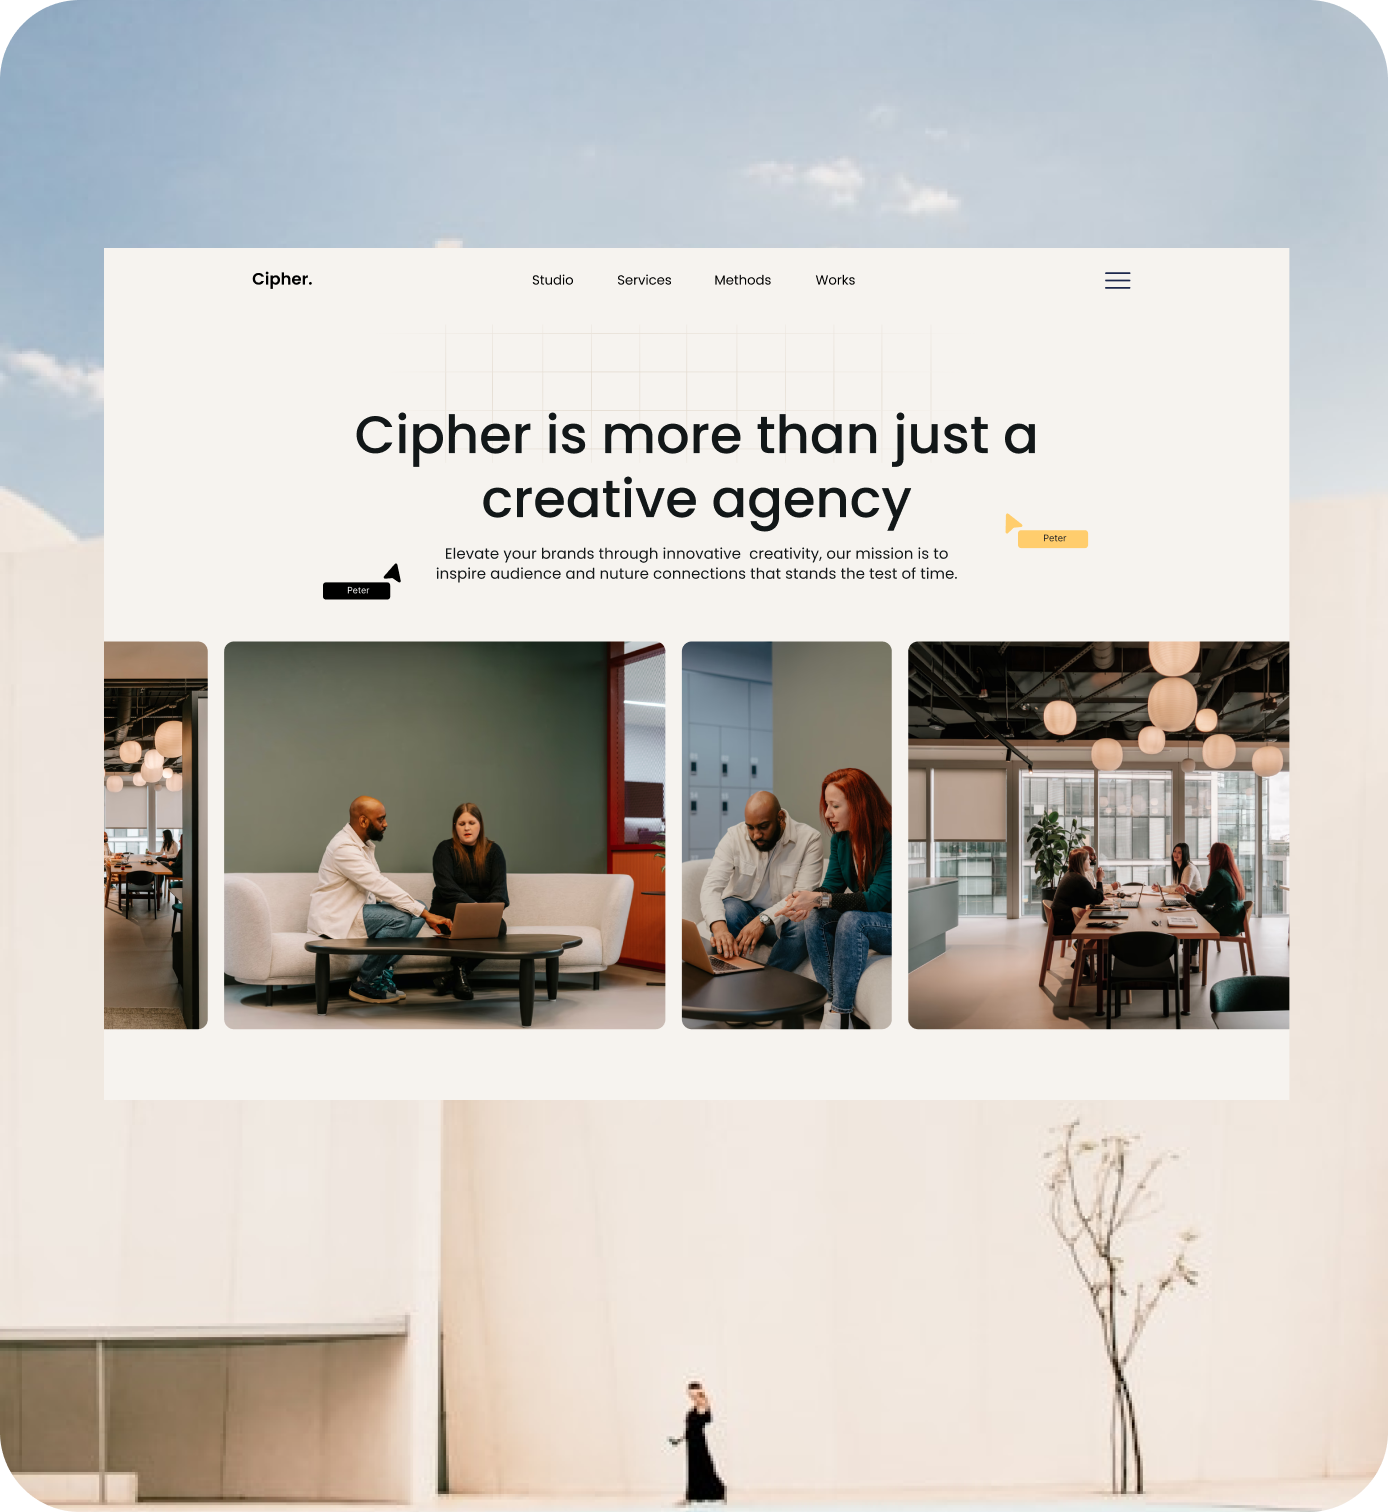 Cipher.
Studio Services Methods Works
Cipher is more than just a
creative agency
Peter
Elevate your brands through innovative  creativity, our mission is to
inspire audience and nuture connections that stands the test of time.
Peter